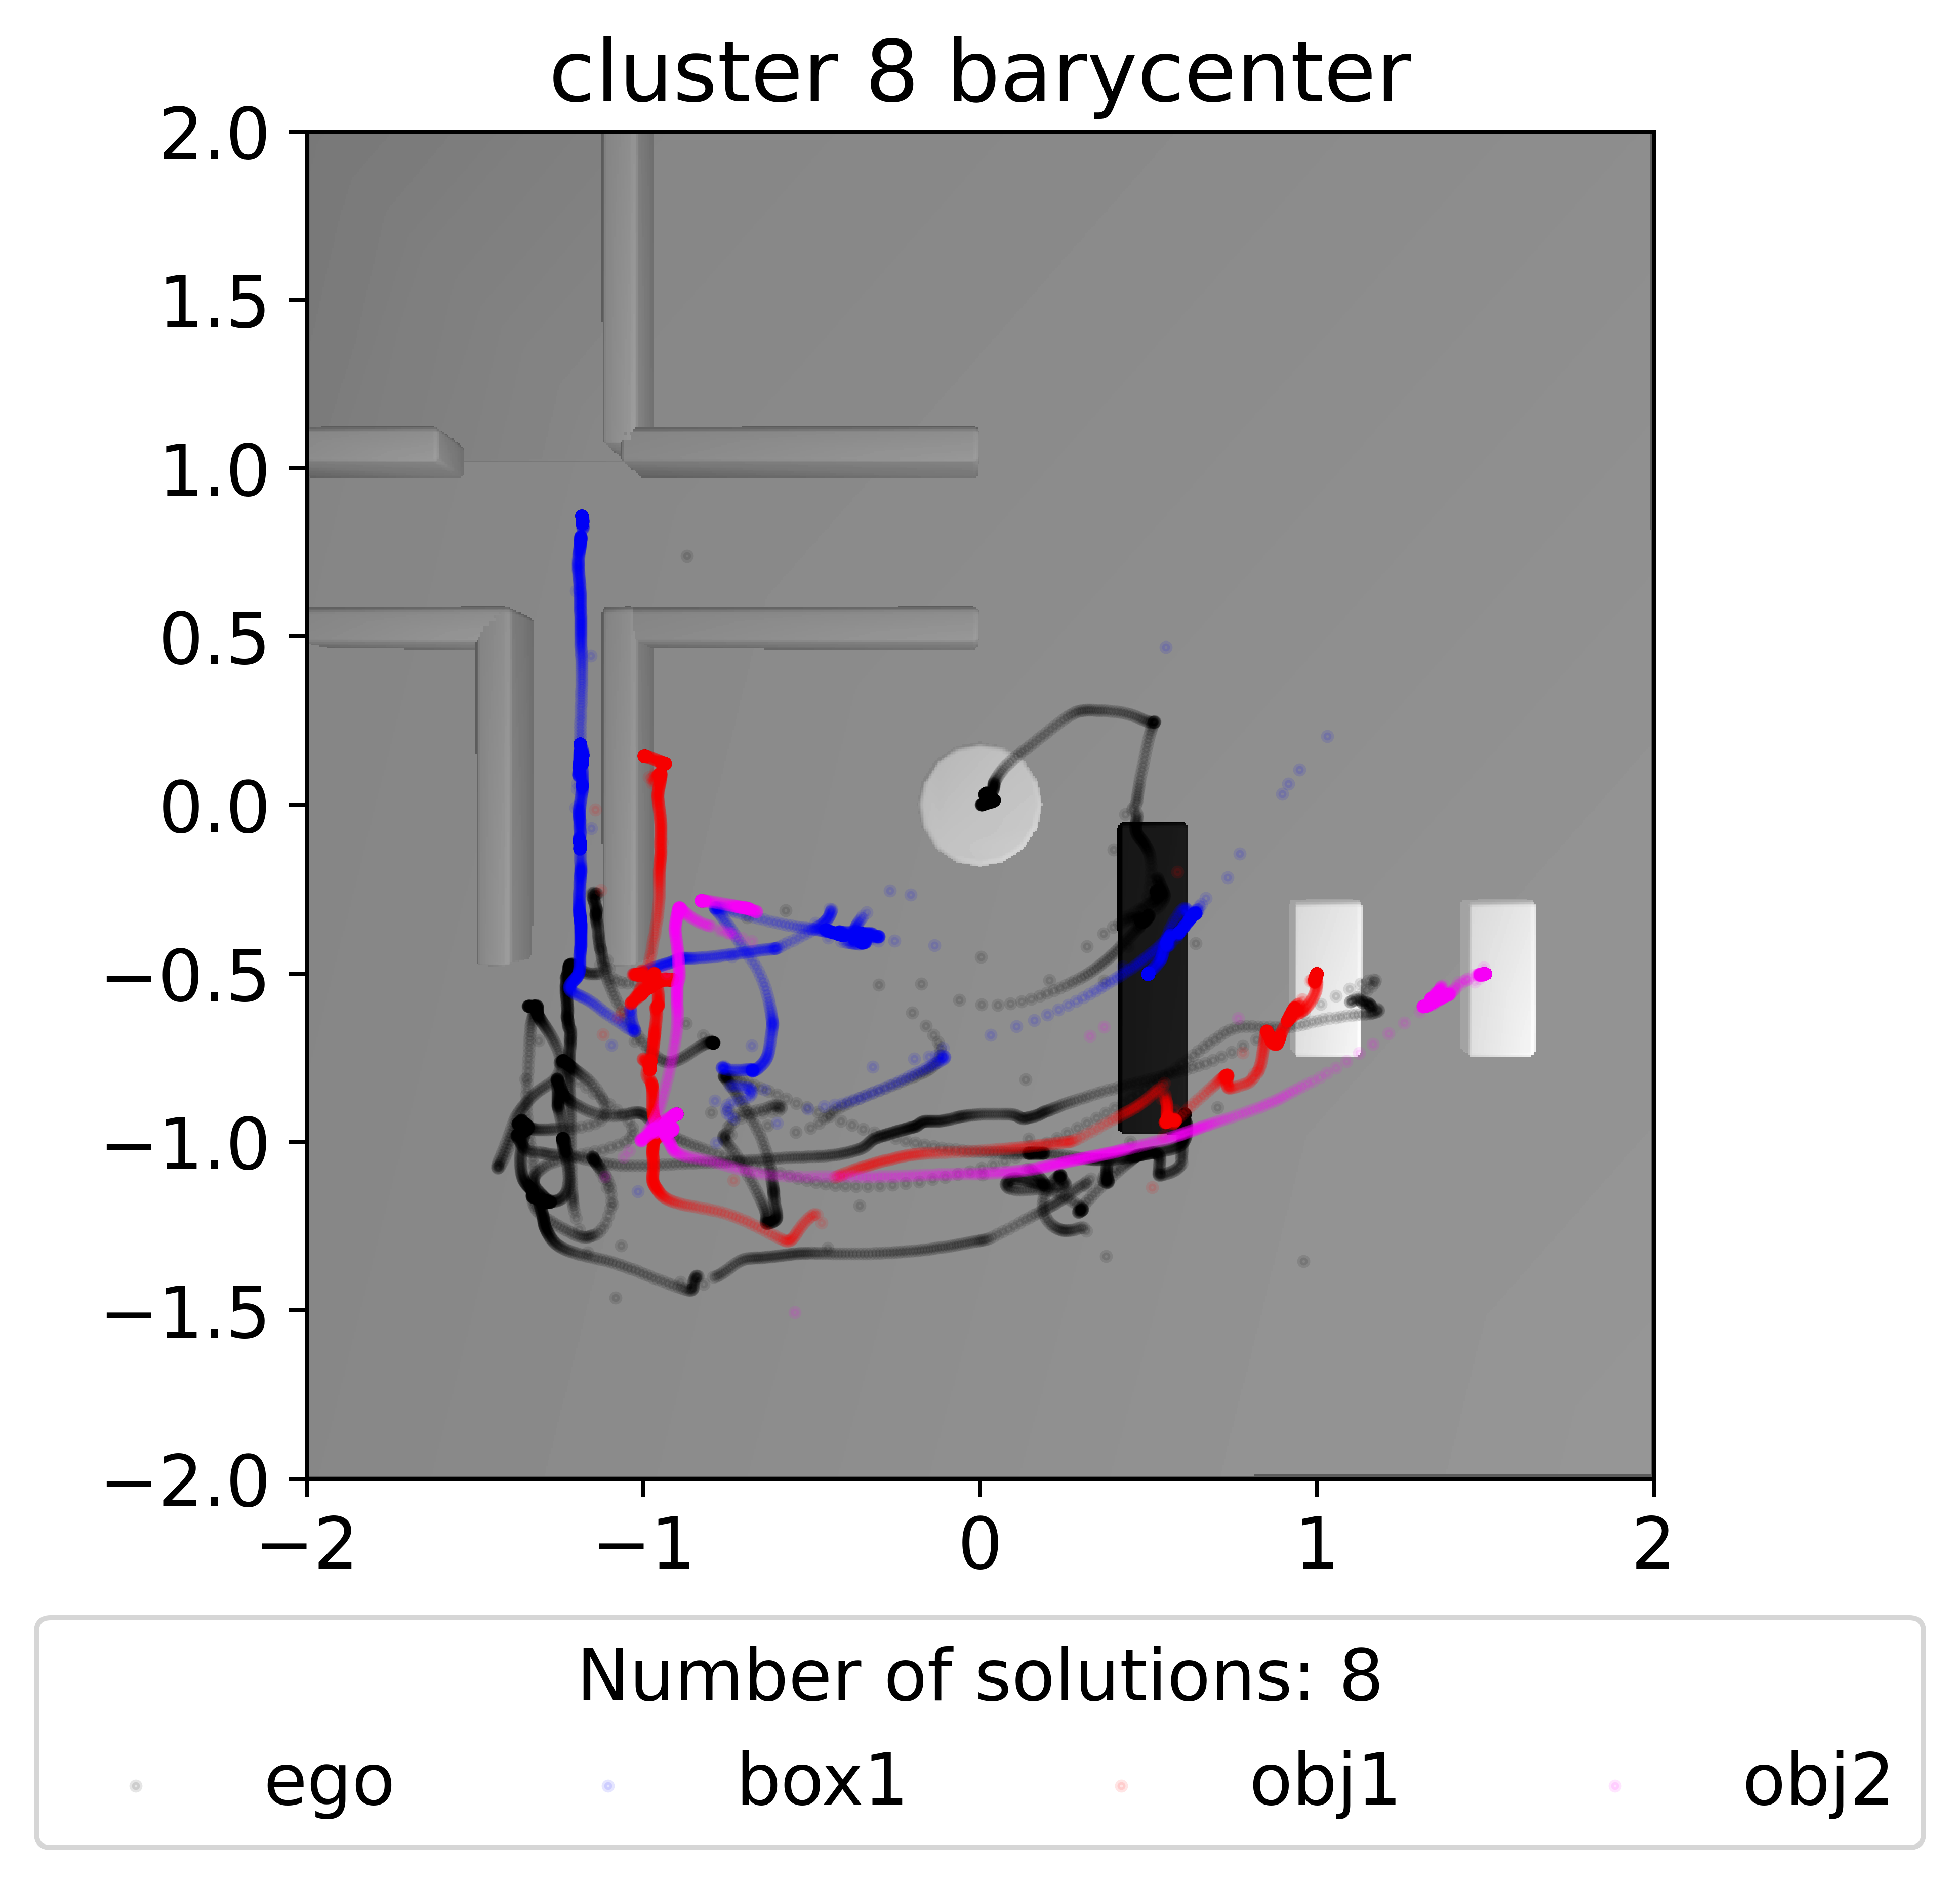 cluster 8 barycenter
2.0
1.5
1.0
0.5
0.0
−0.5
−1.0
−1.5
−2.0
−2 −1 0 1 2
Number of solutions: 8
ego box1 obj1 obj2